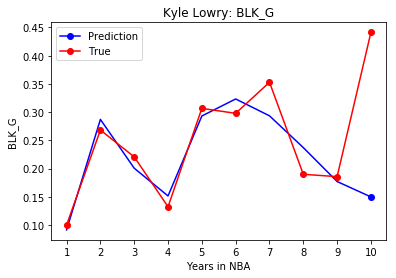 Kyle Lowry: BLK_G
Prediction
True
BLK_G
0.45
0.40
0.35
0.30
0.25
0.20
0.15
0.10
1 2 3 4 5 6 7 8 9 10
Years in NBA